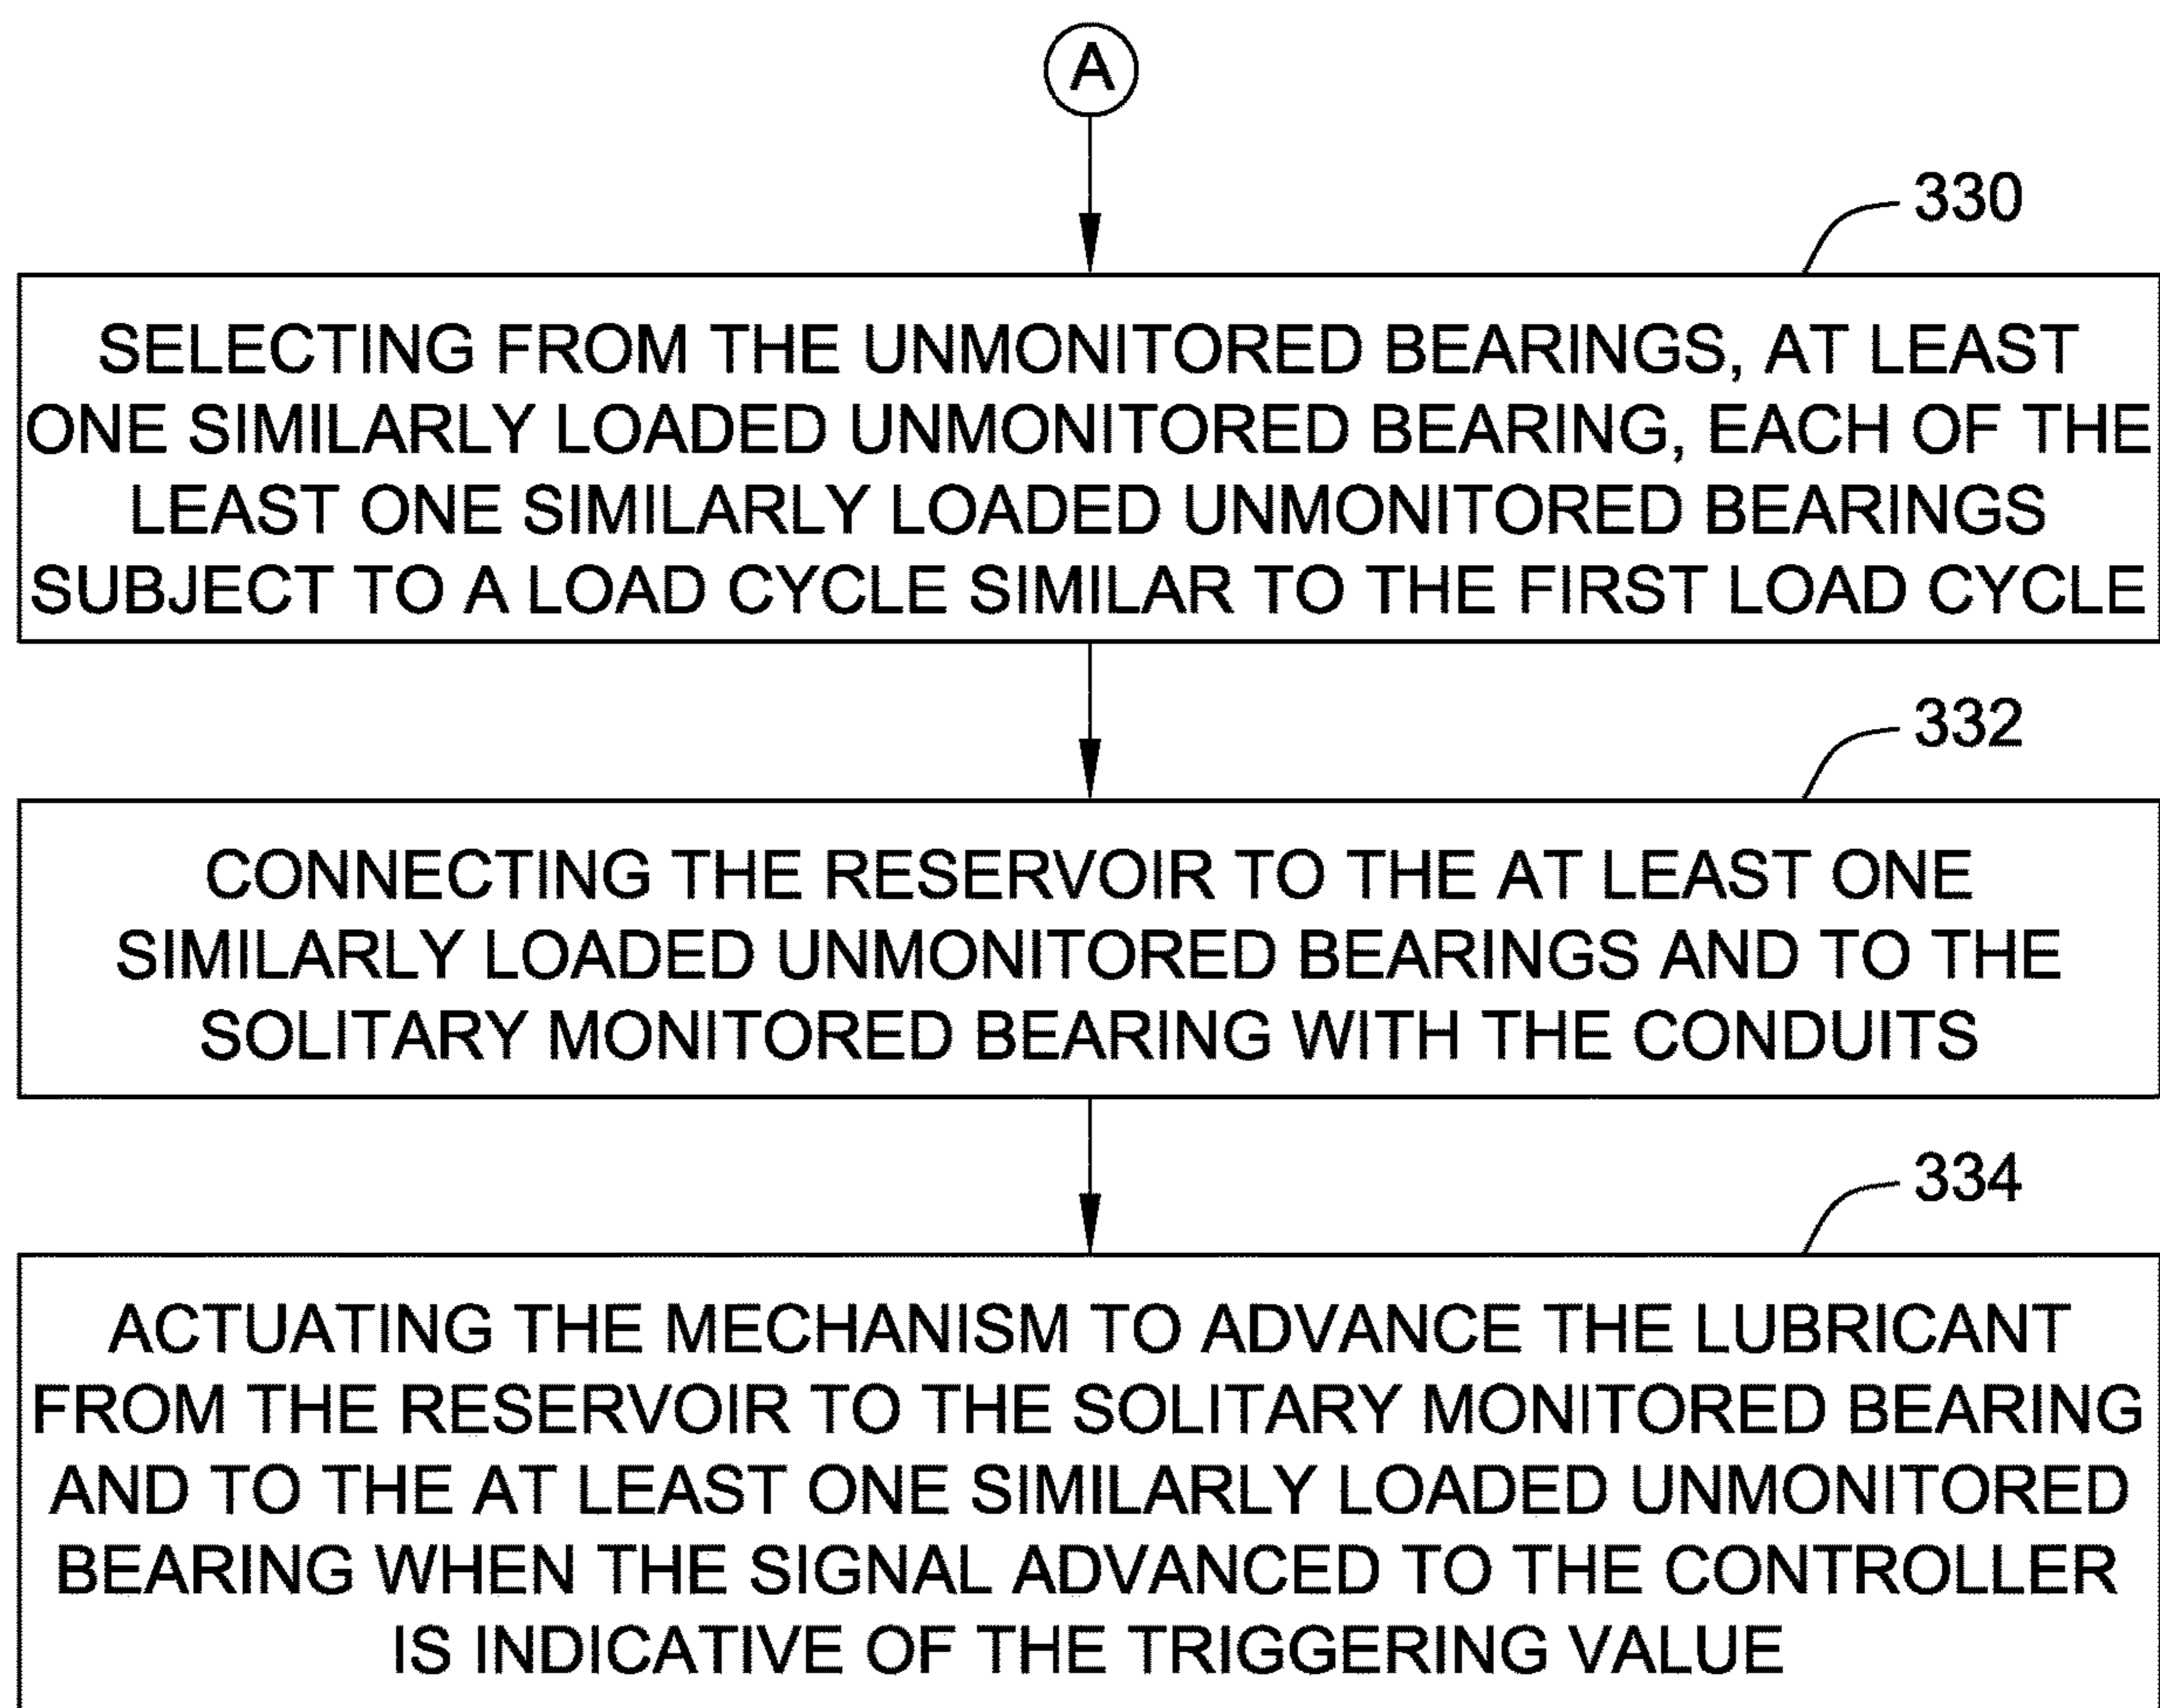 A
330
SELECTING FROM THE UNMONITORED BEARINGS, AT LEAST
ONE SIMILARLY LOADED UNMONITORED BEARING, EACH OF THE
LEAST ONE SIMILARLY LOADED UNMONITORED BEARINGS
SUBJECT TO A LOAD CYCLE SIMILAR TO THE FIRST LOAD CYCLE
332
CONNECTING THE RESERVOIR TO THE AT LEAST ONE
SIMILARLY LOADED UNMONITORED BEARINGS AND TO THE
SOLITARY MONITORED BEARING WITH THE CONDUITS
334
ACTUATING THE MECHANISM TO ADVANCE THE LUBRICANT
FROM THE RESERVOIR TO THE SOLITARY MONITORED BEARING
AND TO THE AT LEAST ONE SIMILARLY LOADED UNMONITORED
BEARING WHEN THE SIGNAL ADVANCED TO THE CONTROLLER
IS INDICATIVE OF THE TRIGGERING VALUE